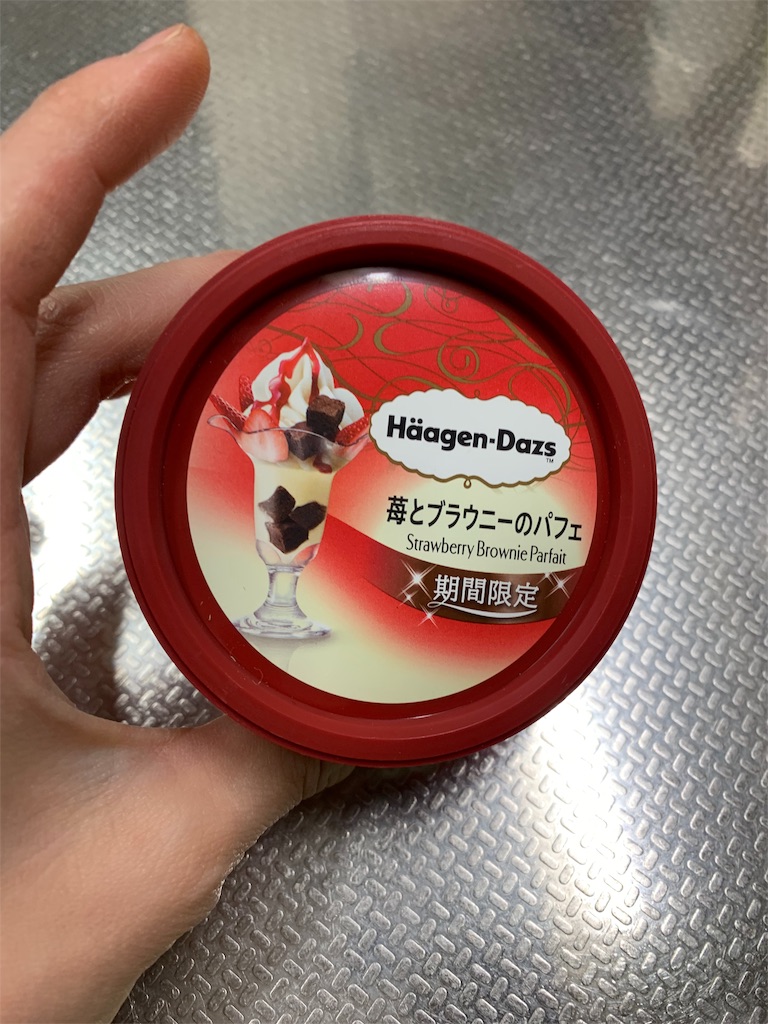 Häagen-Dazs™
苺とブラウニーのパフェ
Strawberry Brownie Parfait
期間限定